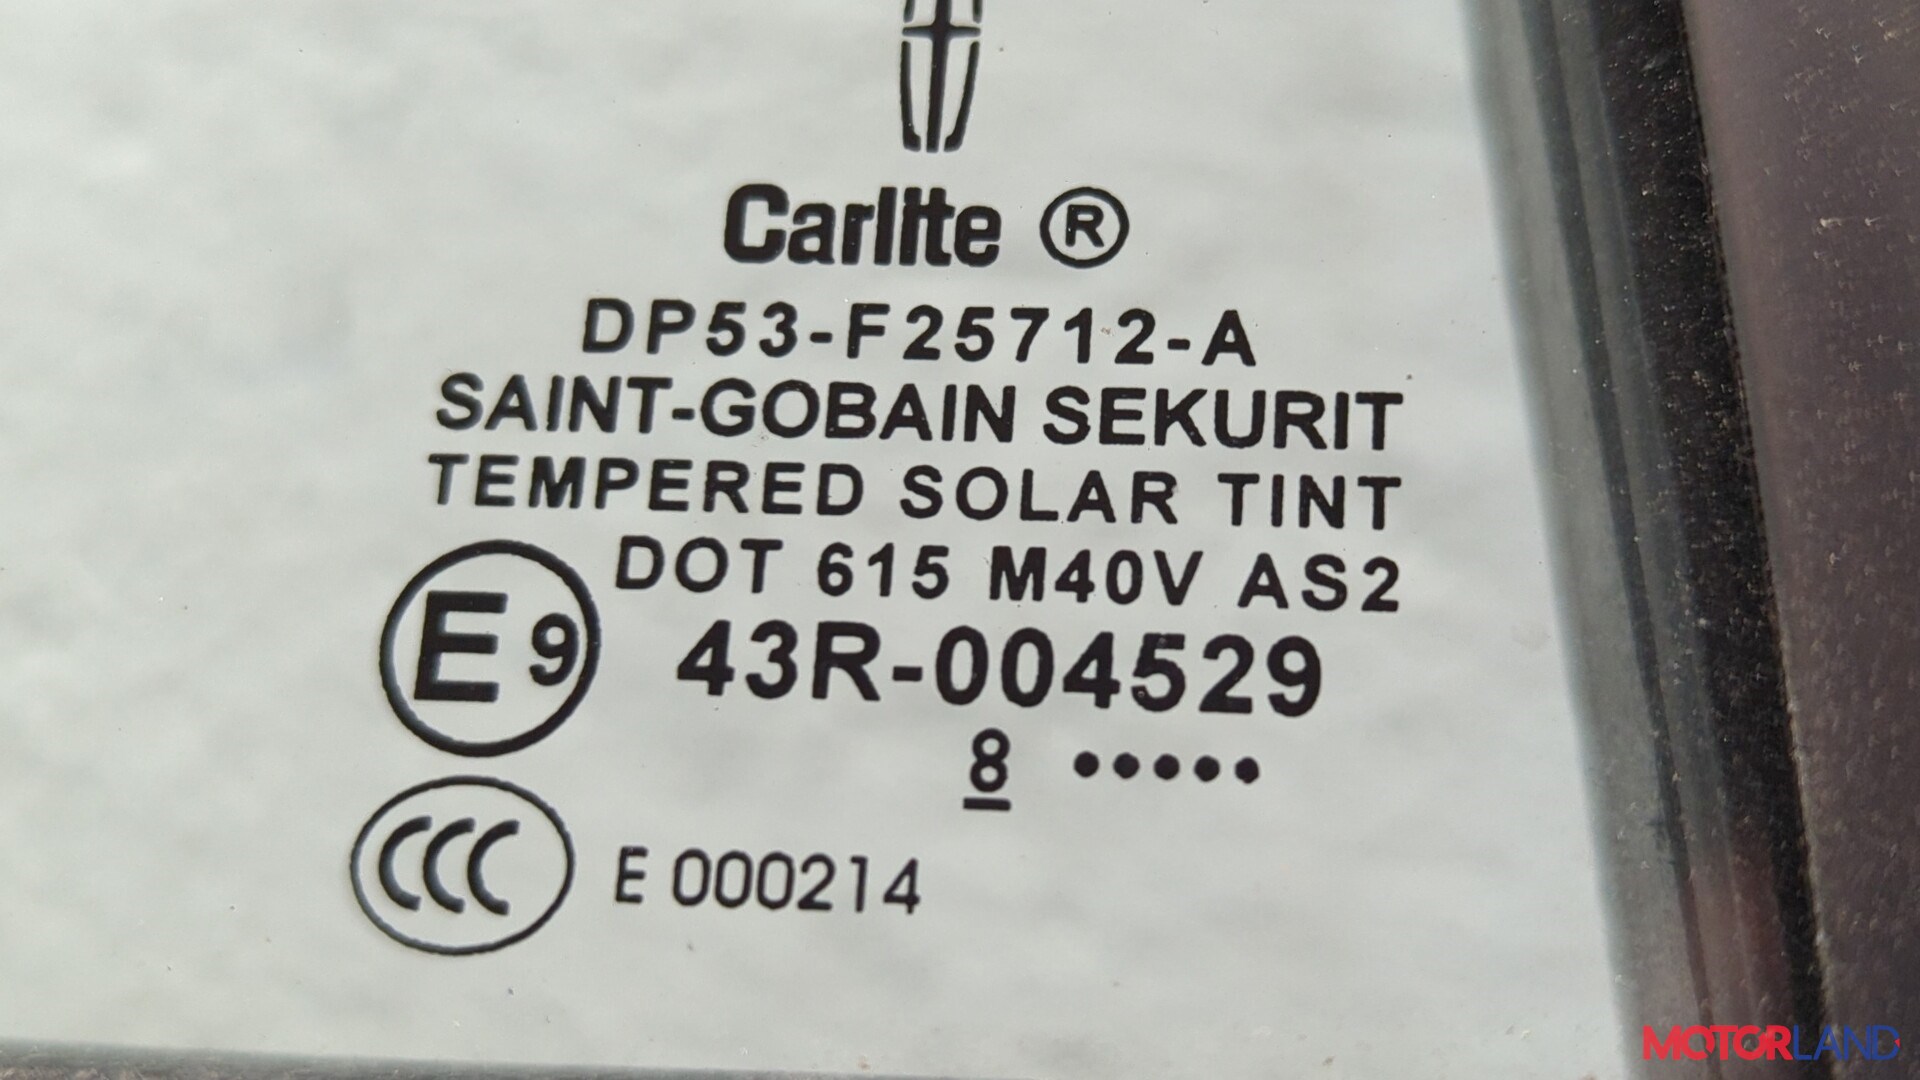 Carlite ®
DP53-F25712-A
SAINT-GOBAIN SEKURIT
TEMPERED SOLAR TINT
DOT 615 M40V AS2
E9 43R-004529
8 •••••
CCC E 000214
MOTORLAND